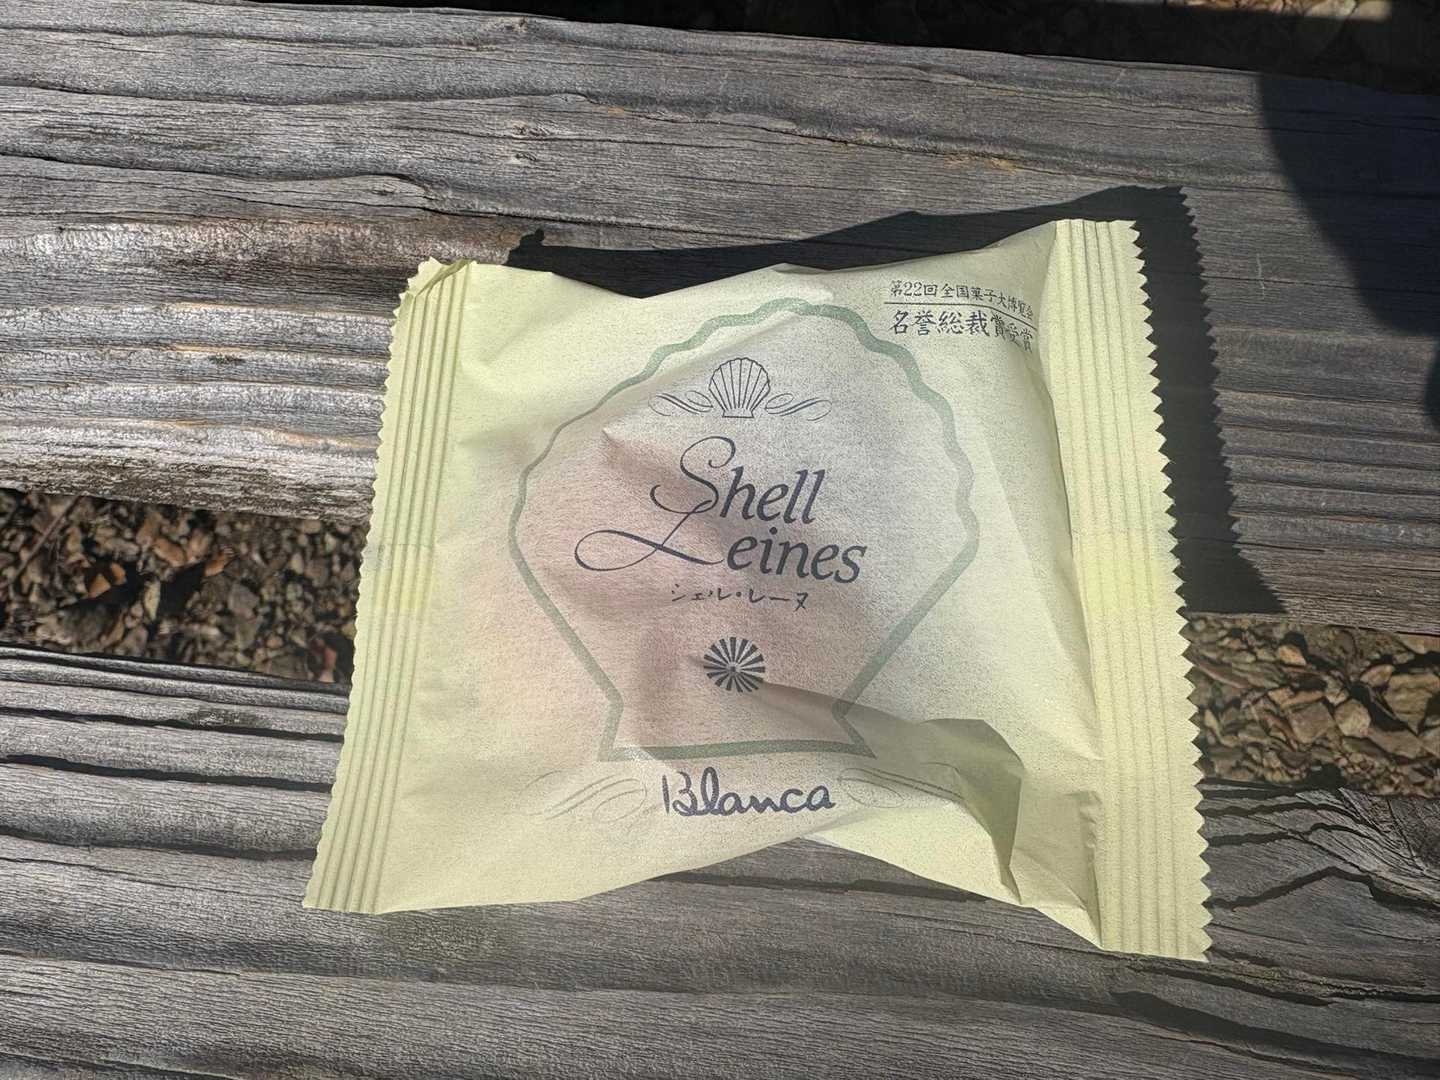 第22回全国菓子大博覧会
名誉総裁賞受賞
Shell
Leines
シェル・レーヌ
Blanca